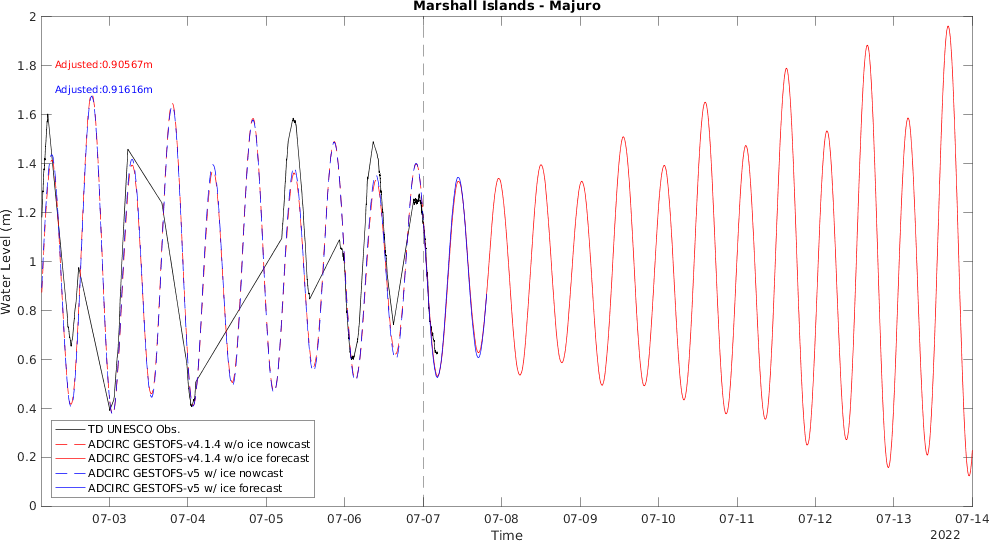 Marshall Islands - Majuro
2
1.8
1.6
1.4
1.2
1
0.8
0.6
0.4
0.2
0
Water Level (m)
Adjusted:0.90567m
Adjusted:0.91616m
TD UNESCO Obs.
ADCIRC GESTOFS-v4.1.4 w/o ice nowcast
ADCIRC GESTOFS-v4.1.4 w/o ice forecast
ADCIRC GESTOFS-v5 w/ ice nowcast
ADCIRC GESTOFS-v5 w/ ice forecast
07-03 07-04 07-05 07-06 07-07 07-08 07-09 07-10 07-11 07-12 07-13 07-14
Time
2022